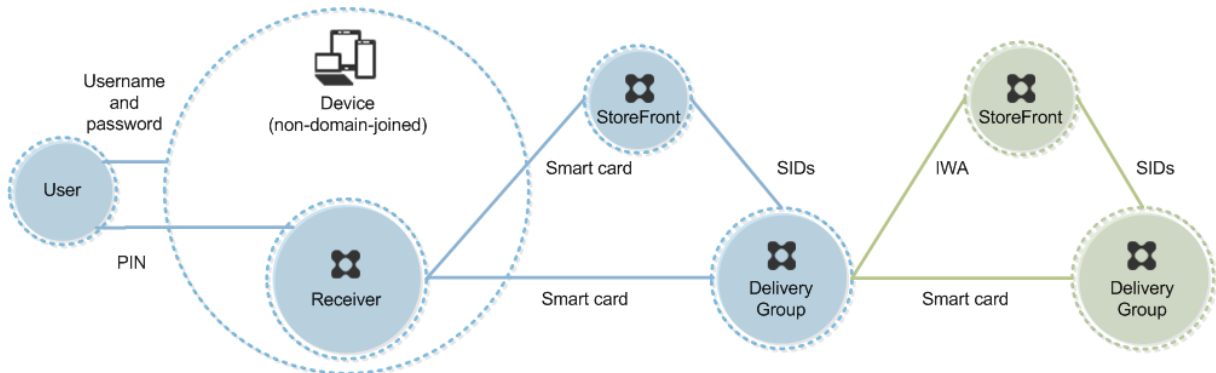 Username
and
password
User
PIN
Device
(non-domain-joined)
Receiver
Smart card
Smart card
StoreFront
SIDs
Delivery
Group
IWA
Smart card
StoreFront
SIDs
Delivery
Group